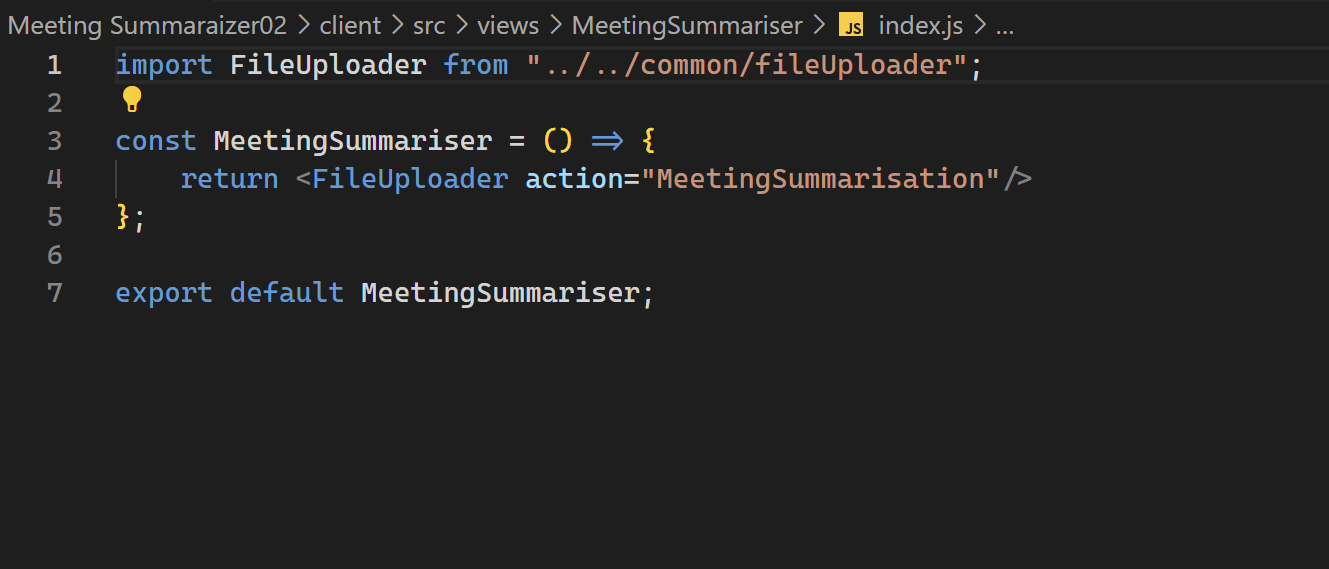 Meeting Summaraizer02 > client > src > views > MeetingSummariser > JS index.js > ...
1 import FileUploader from "../../common/fileUploader";
2
3 const MeetingSummariser = () => {
4     return <FileUploader action="MeetingSummarisation"/>
5 };
6
7 export default MeetingSummariser;